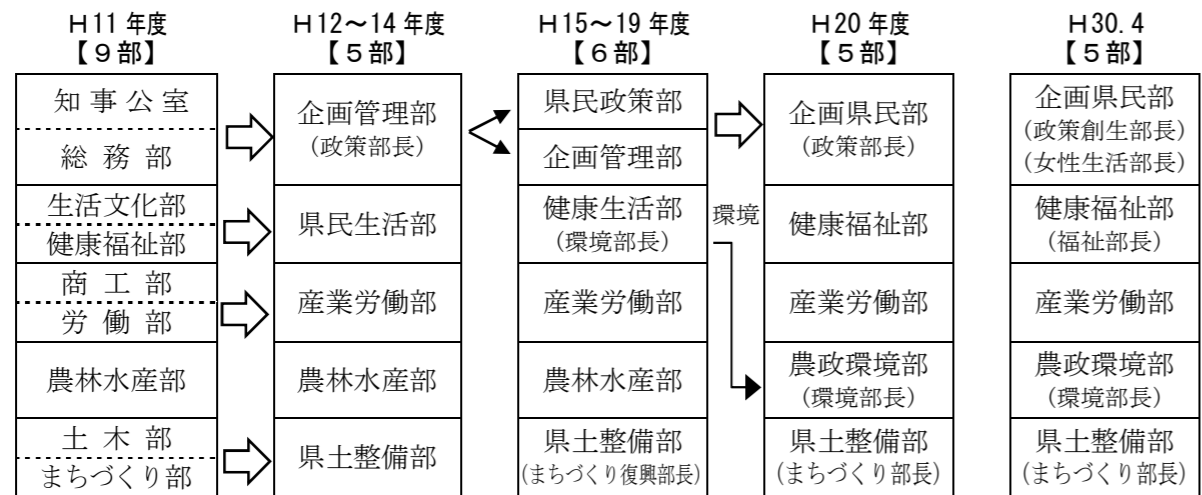 H11年度
【9部】
知事公室
総務部
生活文化部
健康福祉部
商工部
労働部
農林水産部
土木部
まちづくり部
H12～14年度
【5部】
企画管理部
(政策部長)
県民生活部
産業労働部
農林水産部
県土整備部
H15～19年度
【6部】
県民政策部
企画管理部
健康生活部
(環境部長)
産業労働部
農林水産部
県土整備部
(まちづくり復興部長)
環境
H20年度
【5部】
企画県民部
(政策部長)
健康福祉部
産業労働部
農政環境部
(環境部長)
県土整備部
(まちづくり部長)
H30.4
【5部】
企画県民部
(政策創生部長)
(女性生活部長)
健康福祉部
(福祉部長)
産業労働部
農政環境部
(環境部長)
県土整備部
(まちづくり部長)